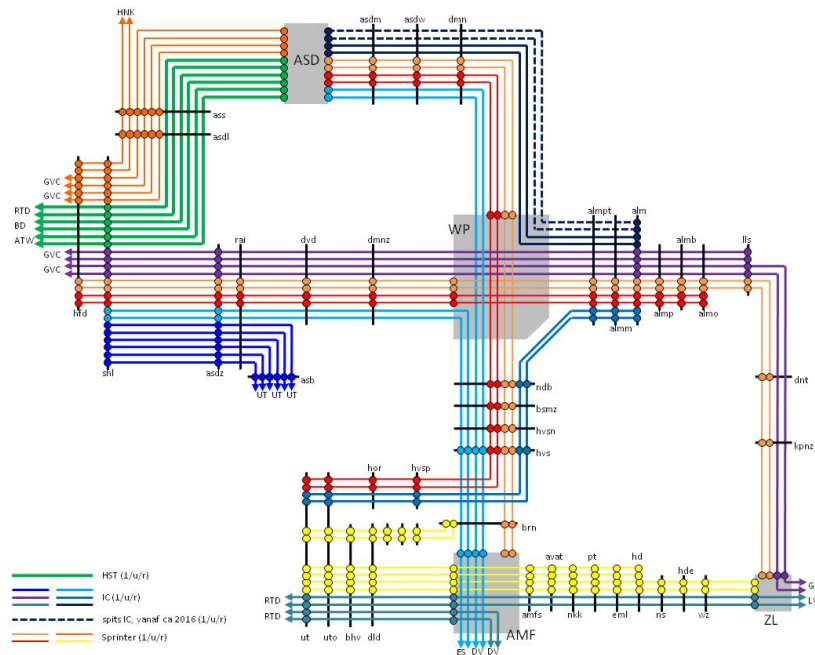 HNK
asdm asdw dmn
ASD
ass
asdl
GVC
GVC
RTD
BD
ATW
GVC
GVC
WP
almpt alm
rai dvd dmnz
almb lls
htd
almm
almp almo
shl
asdz
asb
UT UT UT
dnt
ndb
bsmz
hvsn
hvs
kpnz
hor hvsp
brn
avat pt hd
hde
RTD
RTD
ut uto bhv dld
amfs nkk eml ns wz
AMF
ZL
ES DV DV
HST (1/u/r)
IC (1/u/r)
spits IC, vanaf ca 2016 (1/u/r)
Sprinter (1/u/r)